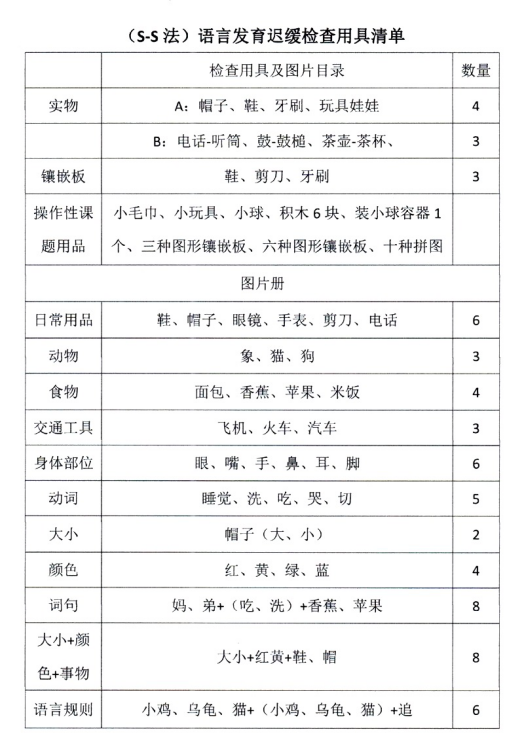 （S-S 法）语言发育迟缓检查用具清单
检查用具及图片目录 数量
实物 A：帽子、鞋、牙刷、玩具娃娃 4
B：电话-听筒、鼓-鼓槌、茶壶-茶杯、 3
镶嵌板 鞋、剪刀、牙刷 3
操作性课 小毛巾、小玩具、小球、积木 6 块、装小球容器 1
题用品 个、三种图形镶嵌板、六种图形镶嵌板、十种拼图
图片册
日常用品 鞋、帽子、眼镜、手表、剪刀、电话 6
动物 象、猫、狗 3
食物 面包、香蕉、苹果、米饭 4
交通工具 飞机、火车、汽车 3
身体部位 眼、嘴、手、鼻、耳、脚 6
动词 睡觉、洗、吃、哭、切 5
大小 帽子（大、小） 2
颜色 红、黄、绿、蓝 4
词句 妈、弟+（吃、洗）+香蕉、苹果 8
大小+颜
色+事物 大小+红黄+鞋、帽 8
语言规则 小鸡、乌龟、猫+（小鸡、乌龟、猫）+追 6